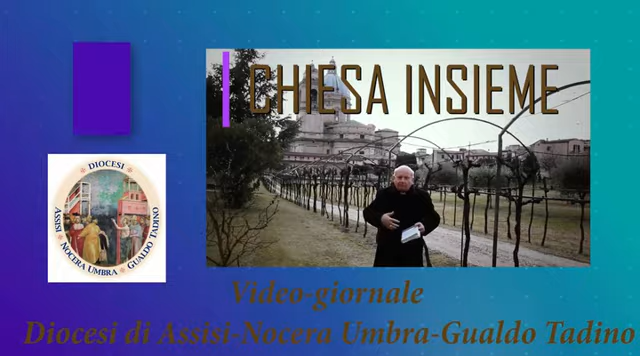 CHIESA INSIEME
DIOCESI
ASSISI
NOCERA UMBRA
GUALDO TADINO
Video-giornale
Diocesi di Assisi-Nocera Umbra-Gualdo Tadino